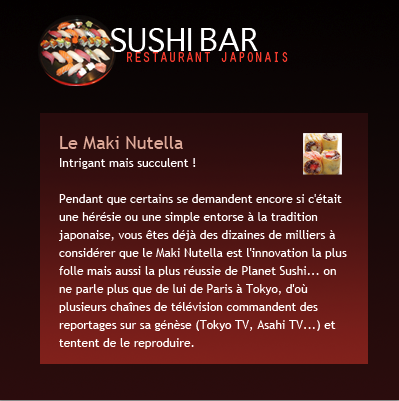 SUSHI BAR
RESTAURANT JAPONAIS
Le Maki Nutella
Intrigant mais succulent !
Pendant que certains se demandent encore si c'était
une hérésie ou une simple entorse à la tradition
japonaise, vous êtes déjà des dizaines de milliers à
considérer que le Maki Nutella est l'innovation la plus
folle mais aussi la plus réussie de Planet Sushi... on
ne parle plus que de lui de Paris à Tokyo, d'où
plusieurs chaînes de télévision commandent des
reportages sur sa génèse (Tokyo TV, Asahi TV...) et
tentent de le reproduire.